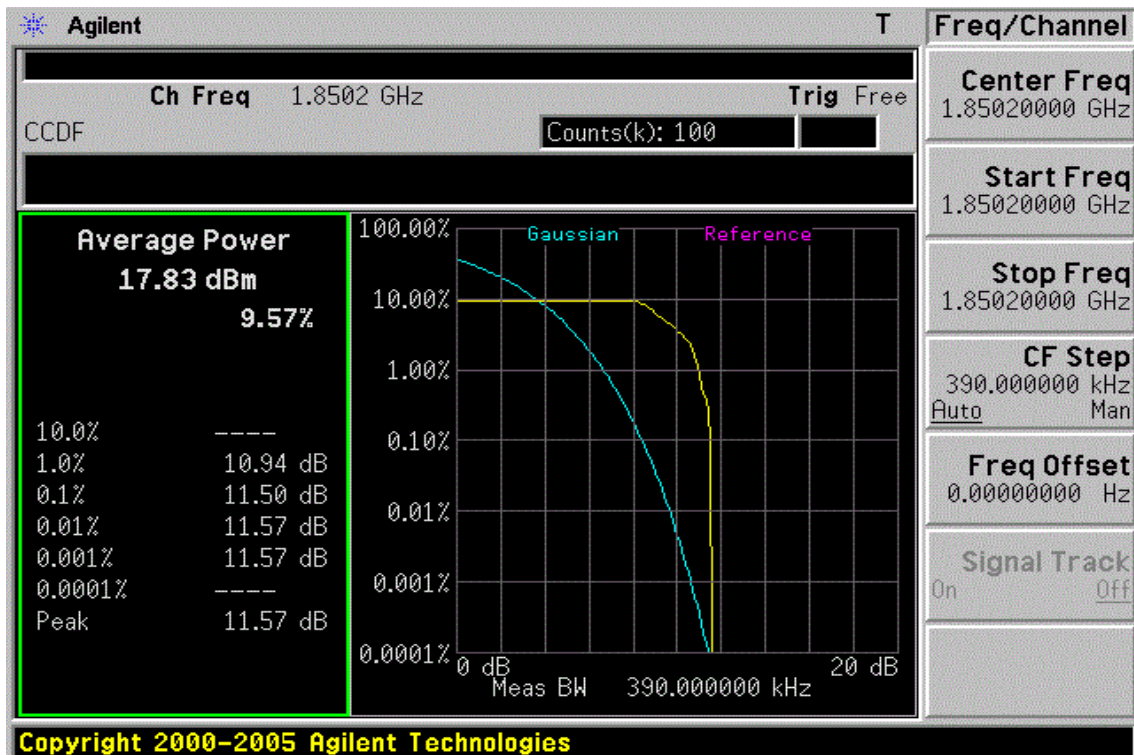 Agilent T
Ch Freq 1.8502 GHz Trig Free
CCDF Counts(k): 100
Average Power
17.83 dBm
9.57%
10.0% ----
1.0% 10.94 dB
0.1% 11.50 dB
0.01% 11.57 dB
0.001% 11.57 dB
0.0001% ----
Peak 11.57 dB
Gaussian Reference
100.00%
10.00%
1.00%
0.10%
0.01%
0.001%
0.0001%
0 dB 20 dB
Meas BW 390.000000 kHz
Freq/Channel
Center Freq
1.85020000 GHz
Start Freq
1.85020000 GHz
Stop Freq
1.85020000 GHz
CF Step
390.000000 kHz
Auto Man
Freq Offset
0.00000000 Hz
Signal Track
On Off
Copyright 2000-2005 Agilent Technologies